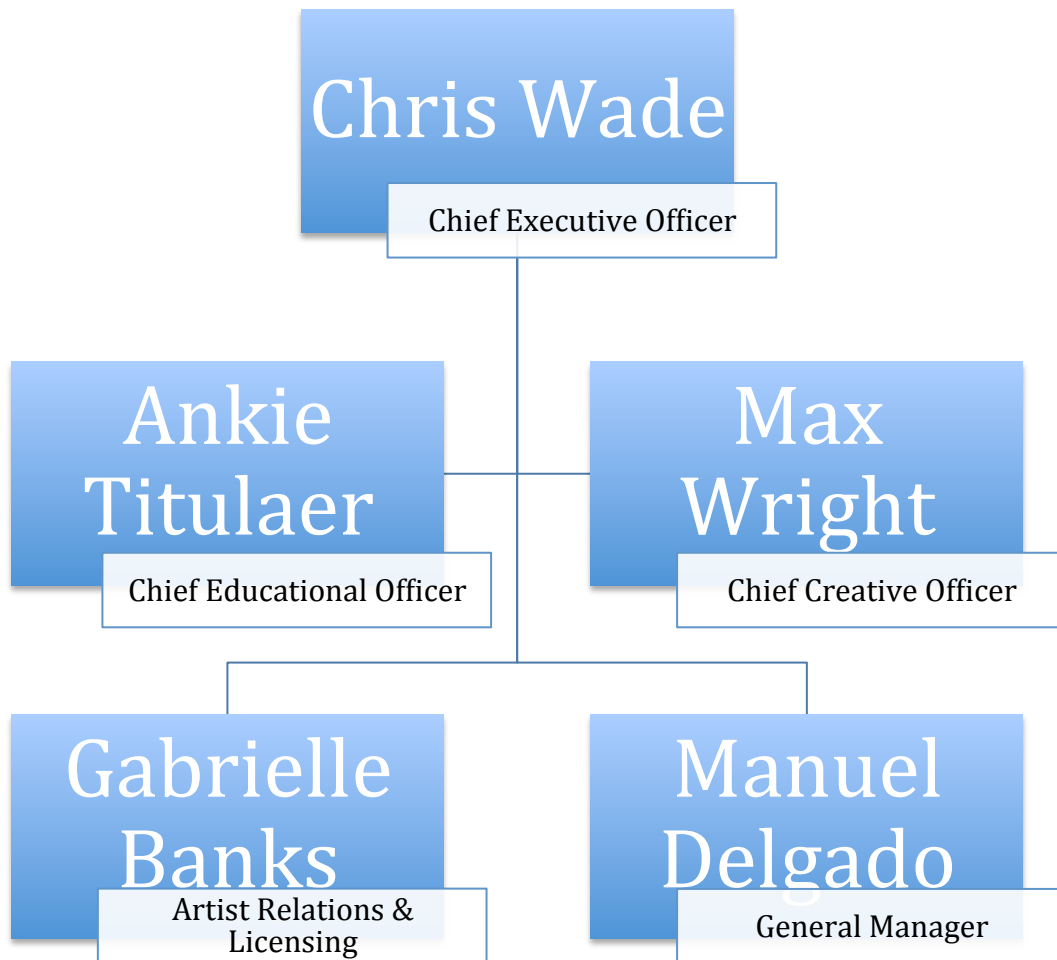 Chris Wade
Chief Executive Officer
Ankie
Titulaer
Chief Educational Officer
Max
Wright
Chief Creative Officer
Gabrielle
Banks
Artist Relations &
Licensing
Manuel
Delgado
General Manager